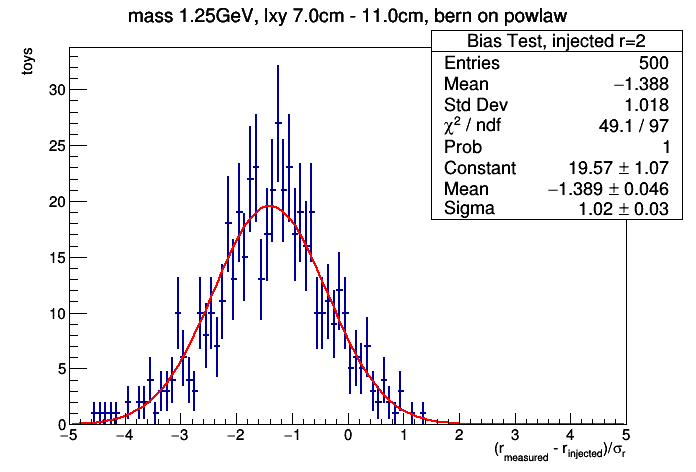 mass 1.25GeV, lxy 7.0cm - 11.0cm, bern on powlaw
Bias Test, injected r=2
Entries 500
Mean −1.388
Std Dev 1.018
χ² / ndf 49.1 / 97
Prob 1
Constant 19.57 ± 1.07
Mean −1.389 ± 0.046
Sigma 1.02 ± 0.03
toys
30
25
20
15
10
5
0
−5 −4 −3 −2 −1 0 1 2 3 4 5
(r_measured - r_injected)/σ_r